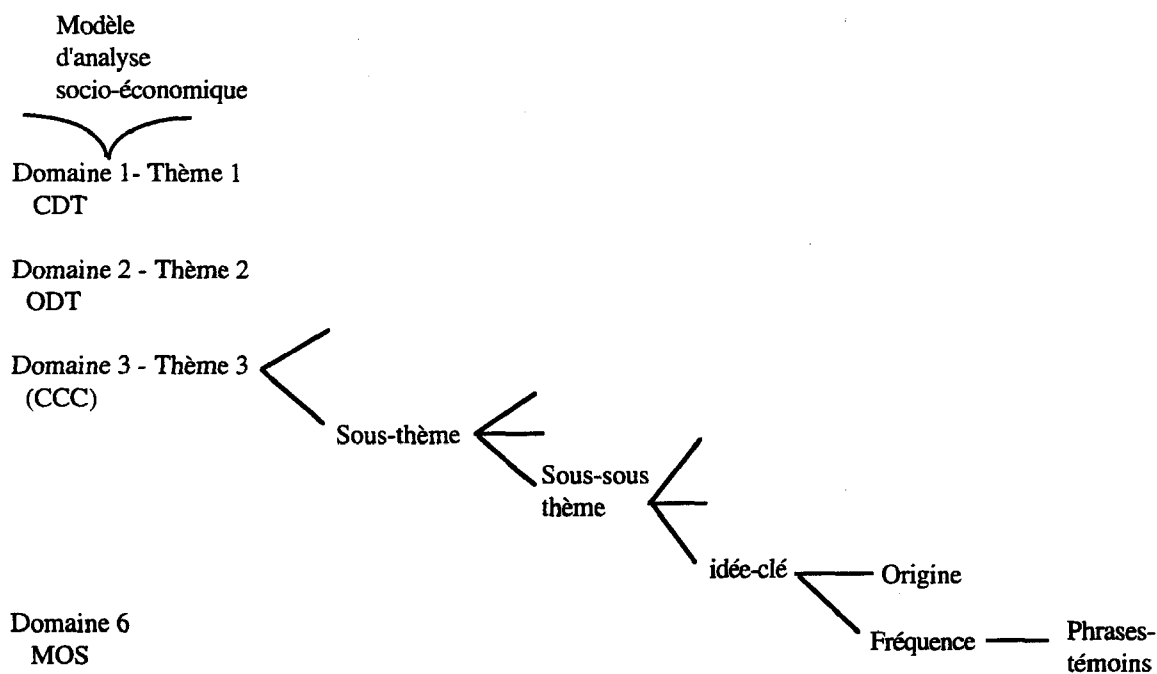 Modèle
d'analyse
socio-économique
Domaine 1- Thème 1
CDT
Domaine 2 - Thème 2
ODT
Domaine 3 - Thème 3
(CCC)
Sous-thème
Sous-sous
thème
idée-clé
Origine
Domaine 6
MOS
Fréquence
Phrases-
témoins